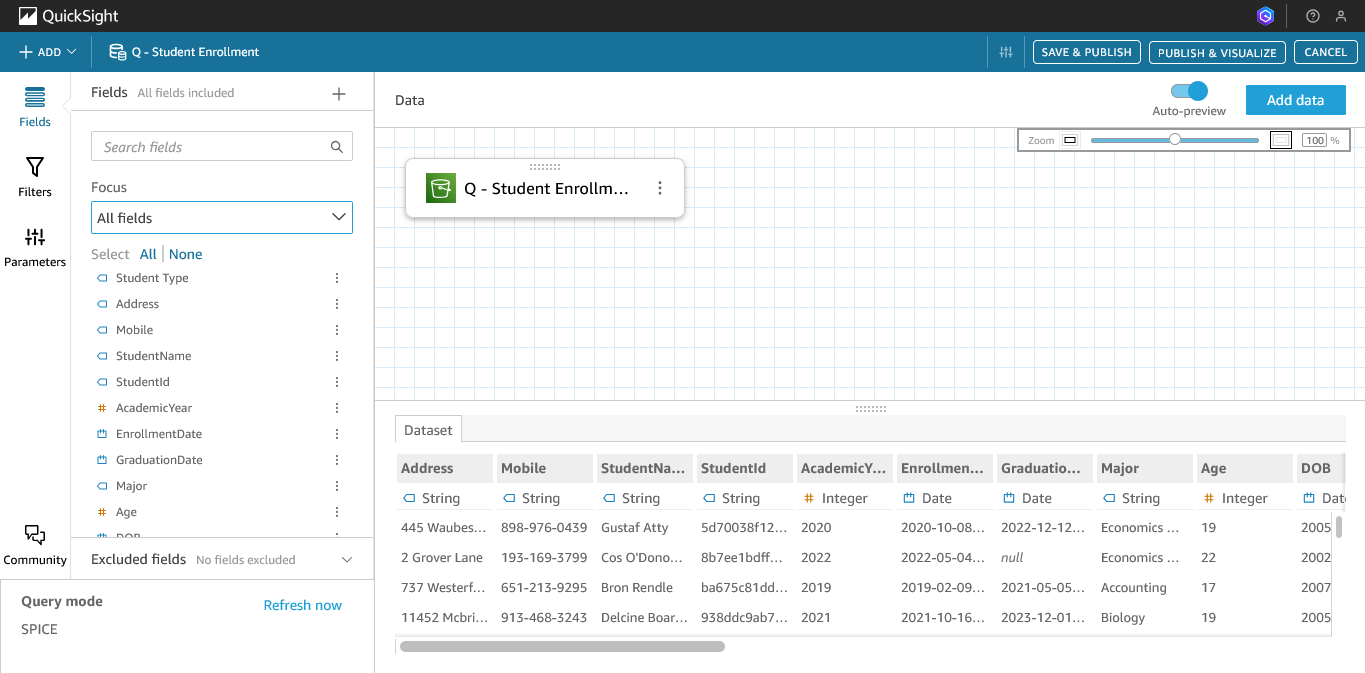 QuickSight
ADD
Q - Student Enrollment
SAVE & PUBLISH
PUBLISH & VISUALIZE
CANCEL
Fields
Filters
Parameters
Community
Fields All fields included
Search fields
Focus
All fields
Select All None
Student Type
Address
Mobile
StudentName
StudentId
AcademicYear
EnrollmentDate
GraduationDate
Major
Age
DOB
Excluded fields No fields excluded
Query mode
Refresh now
SPICE
Data
Auto-preview
Add data
Zoom 100 %
Q - Student Enrollm...
Dataset
Address Mobile StudentNa... StudentId AcademicY... Enrollmen... Graduatio... Major Age DOB
String String String String Integer Date Date String Integer Date
445 Waubes... 898-976-0439 Gustaf Atty 5d70038f12... 2020 2020-10-08... 2022-12-12... Economics ... 19 2005
2 Grover Lane 193-169-3799 Cos O'Dono... 8b7ee1bdff... 2022 2022-05-04... null Economics ... 22 2002
737 Westerf... 651-213-9295 Bron Rendle ba675c81dd... 2019 2019-02-09... 2021-05-05... Accounting 17 2007
11452 Mcbri... 913-468-3243 Delcine Boar... 938ddc9ab7... 2021 2021-10-16... 2023-12-01... Biology 19 2005